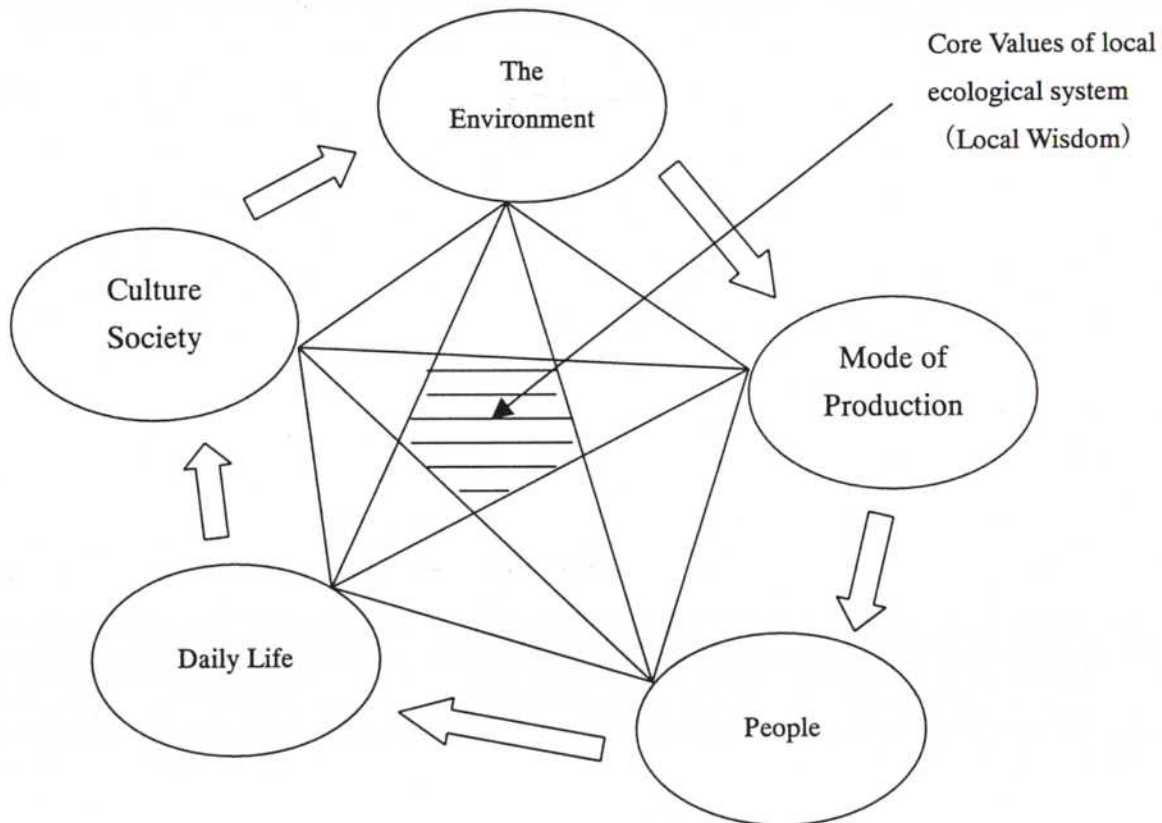 The
Environment
Core Values of local
ecological system
（Local Wisdom）
Culture
Society
Mode of
Production
Daily Life
People